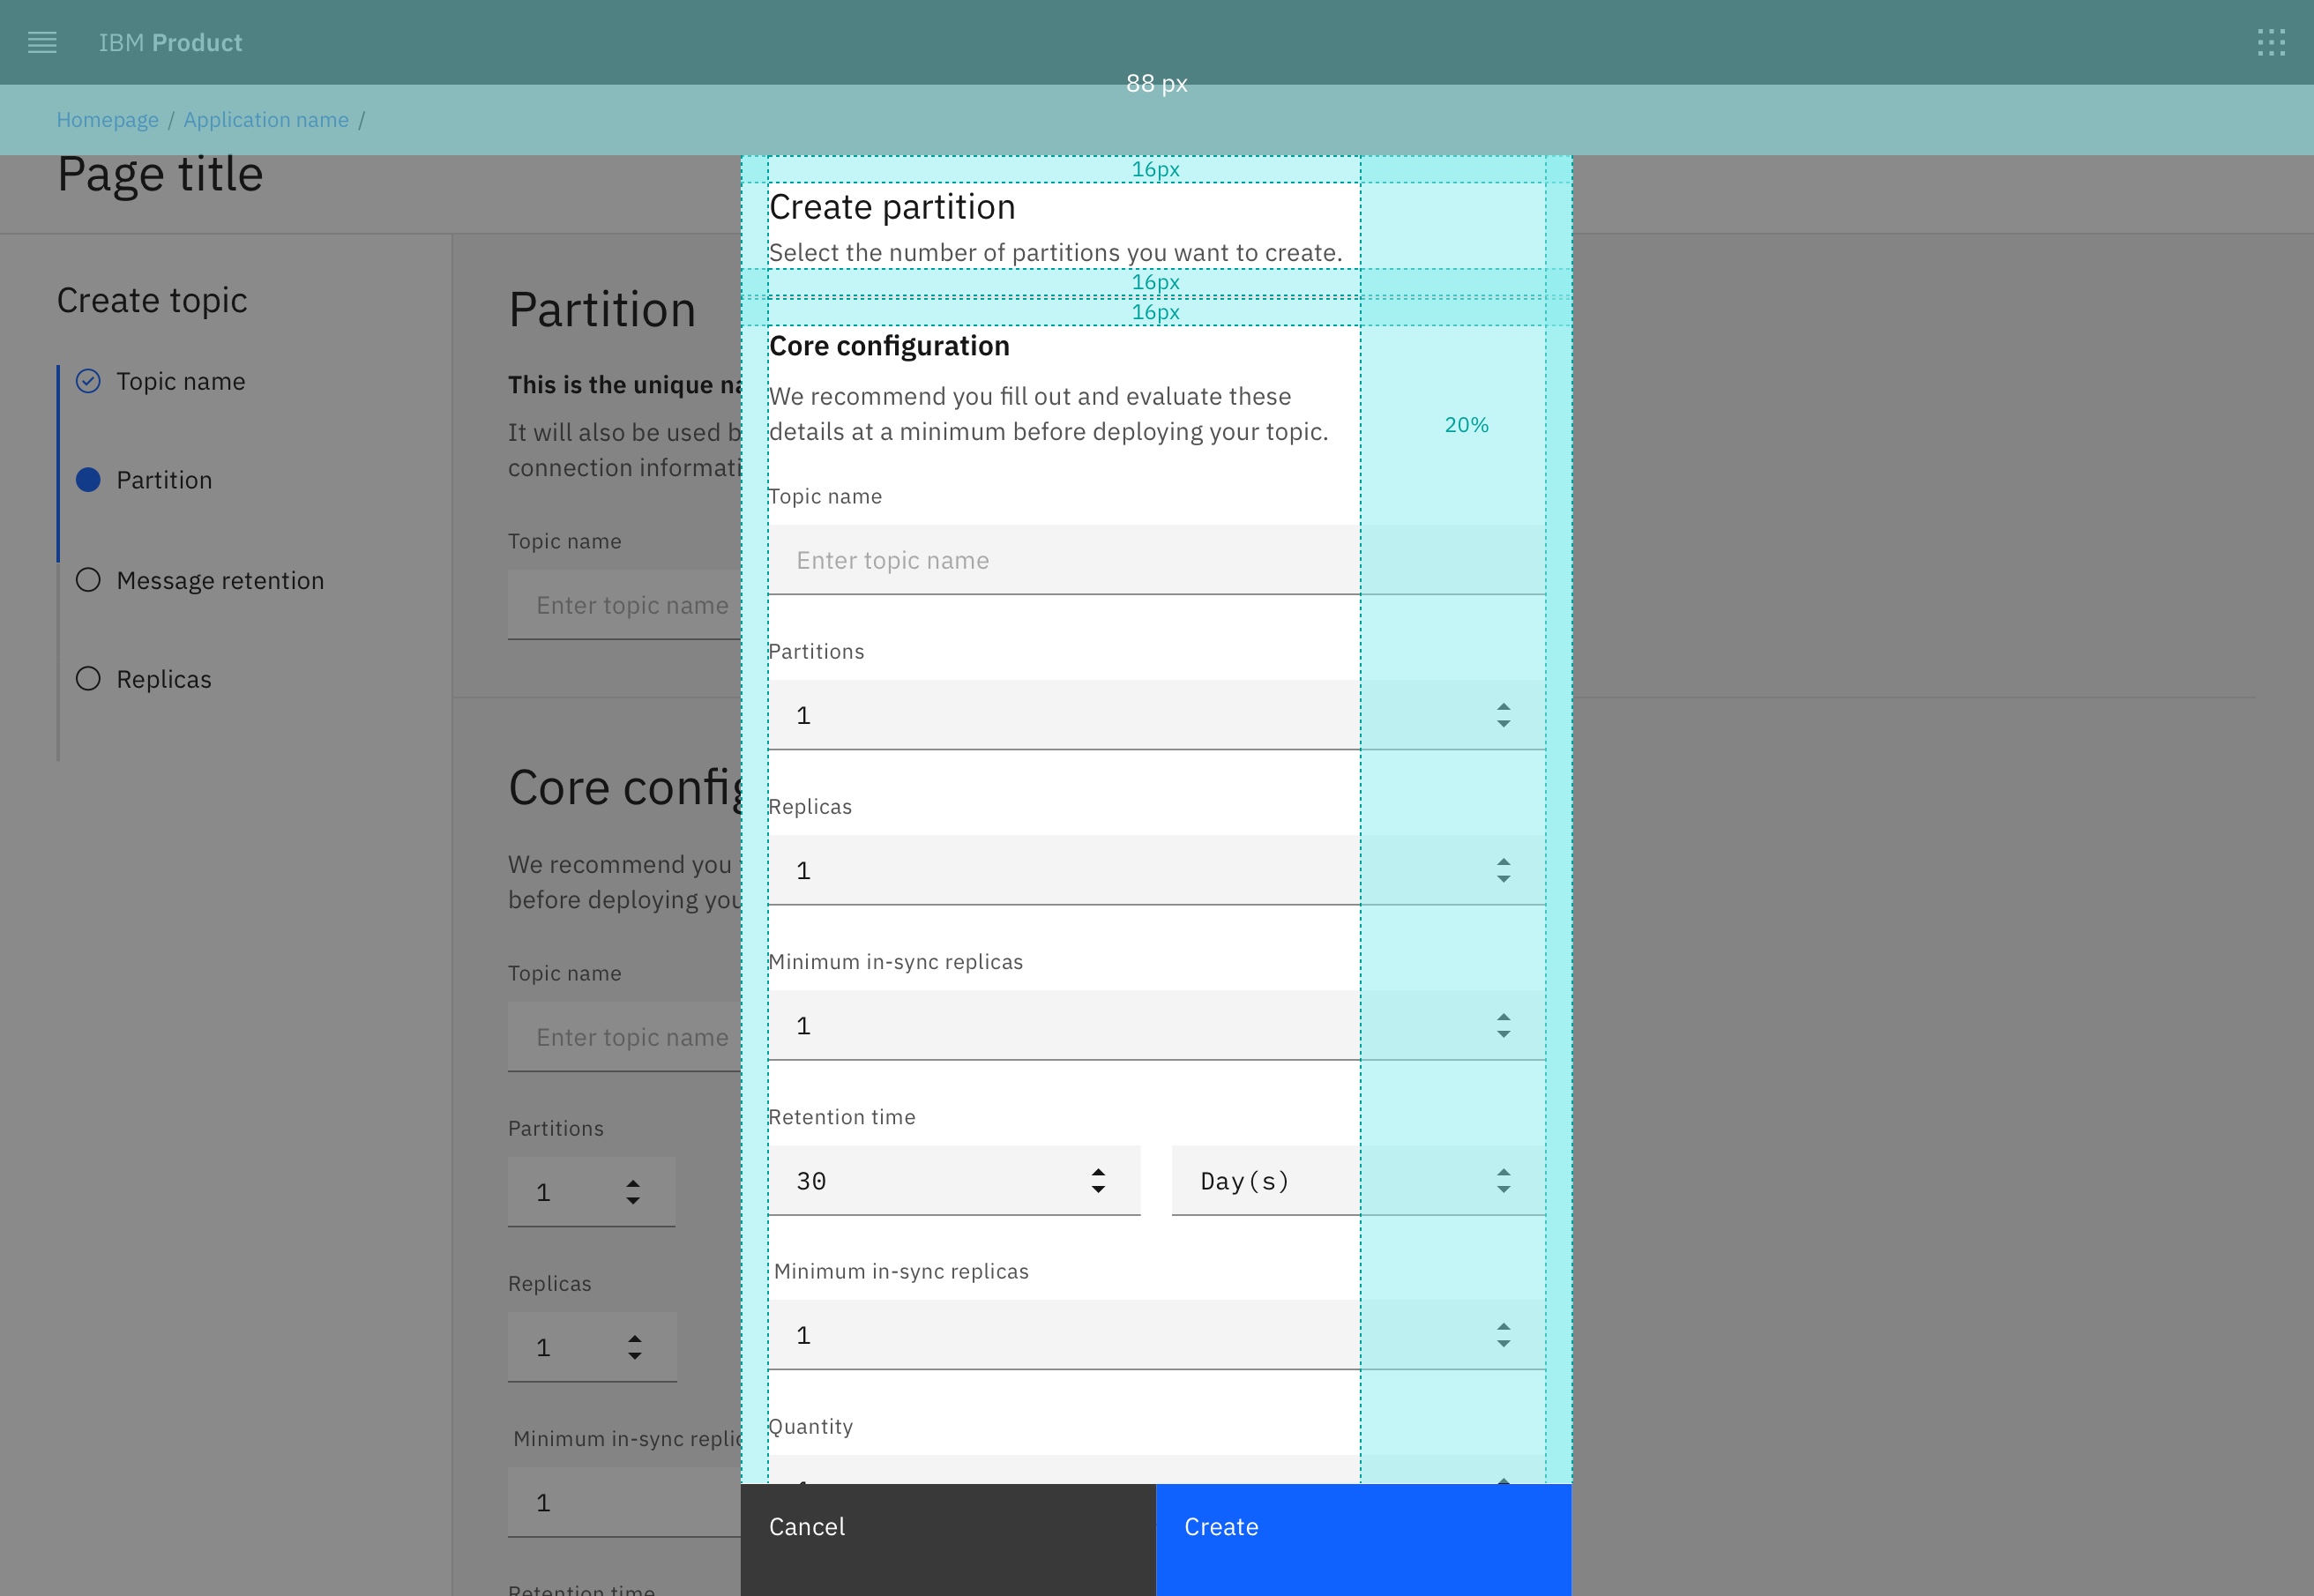 IBM Product
88 px
Homepage / Application name /
Page title
Create topic
Topic name
Partition
Message retention
Replicas
Partition
This is the unique na
It will also be used b
connection informati
Topic name
Enter topic name
Core config
We recommend you
before deploying you
Topic name
Enter topic name
Partitions
1
Replicas
1
Minimum in-sync replic
1
Retention time
16px
Create partition
Select the number of partitions you want to create.
16px
16px
Core configuration
We recommend you fill out and evaluate these
details at a minimum before deploying your topic.
20%
Topic name
Enter topic name
Partitions
1
Replicas
1
Minimum in-sync replicas
1
Retention time
30 Day(s)
Minimum in-sync replicas
1
Quantity
Cancel Create